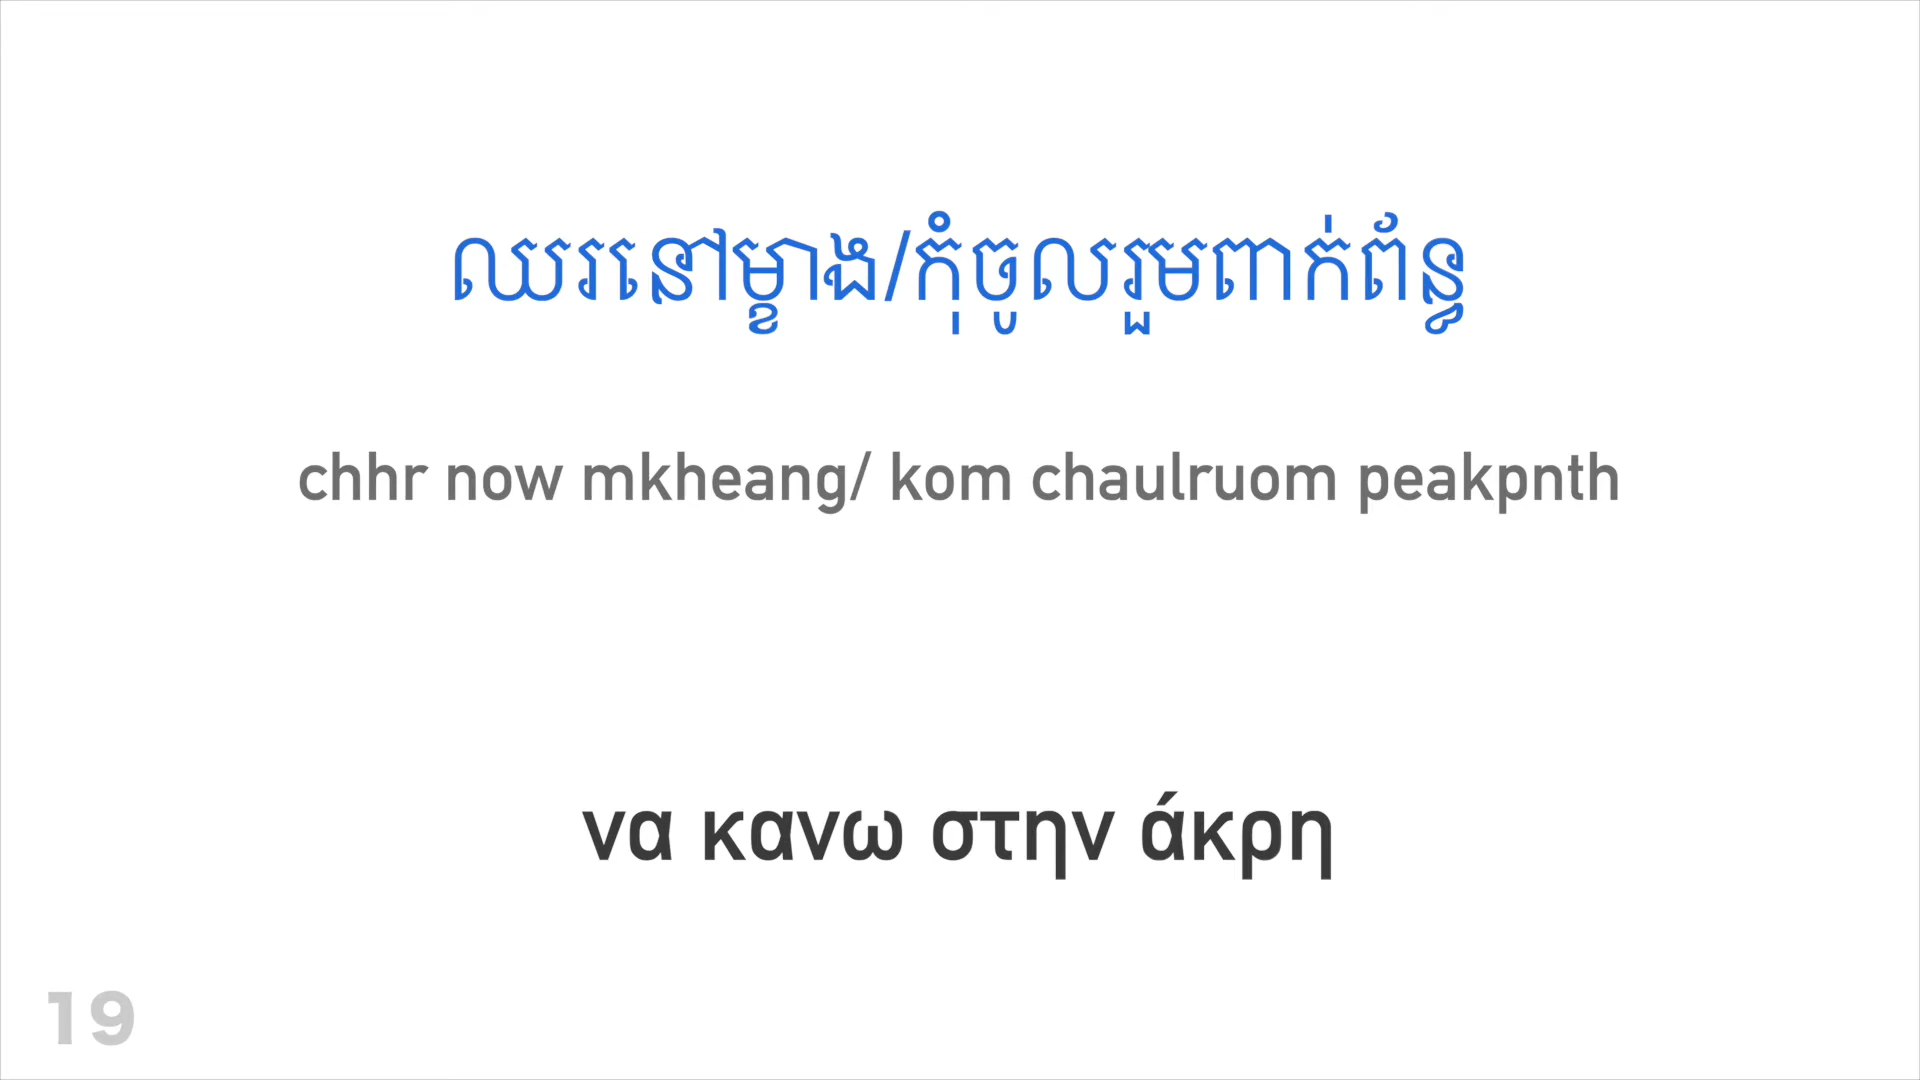 ឈរនៅម្ខាង/កុំចូលរួមពាក់ព័ន្ធ
chhr now mkheang/ kom chaulruom peakpnth
να κανω στην άκρη
19